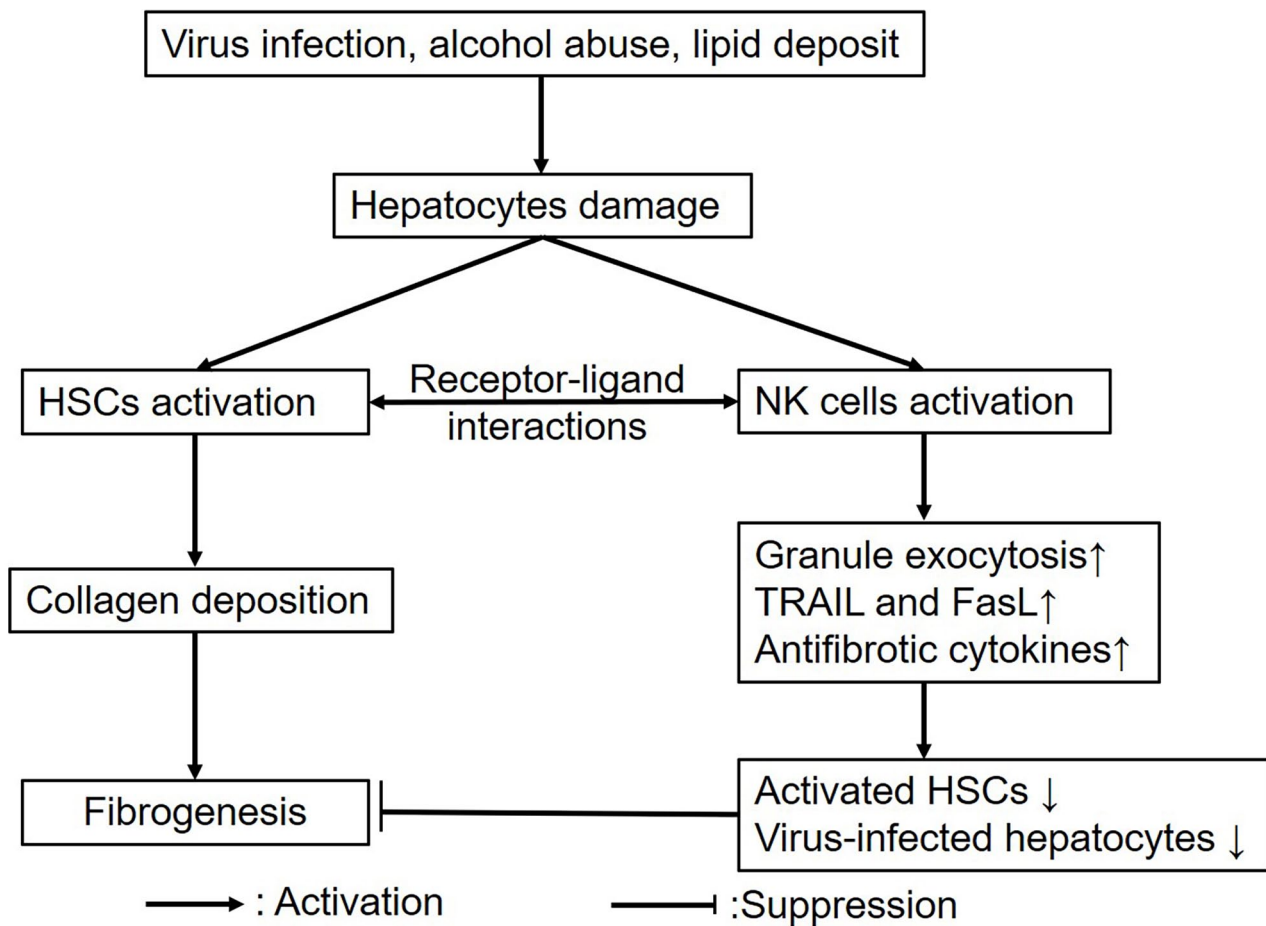 Virus infection, alcohol abuse, lipid deposit
Hepatocytes damage
HSCs activation
Receptor-ligand
interactions
NK cells activation
Collagen deposition
Granule exocytosis↑
TRAIL and FasL↑
Antifibrotic cytokines↑
Fibrogenesis
Activated HSCs ↓
Virus-infected hepatocytes ↓
: Activation
:Suppression